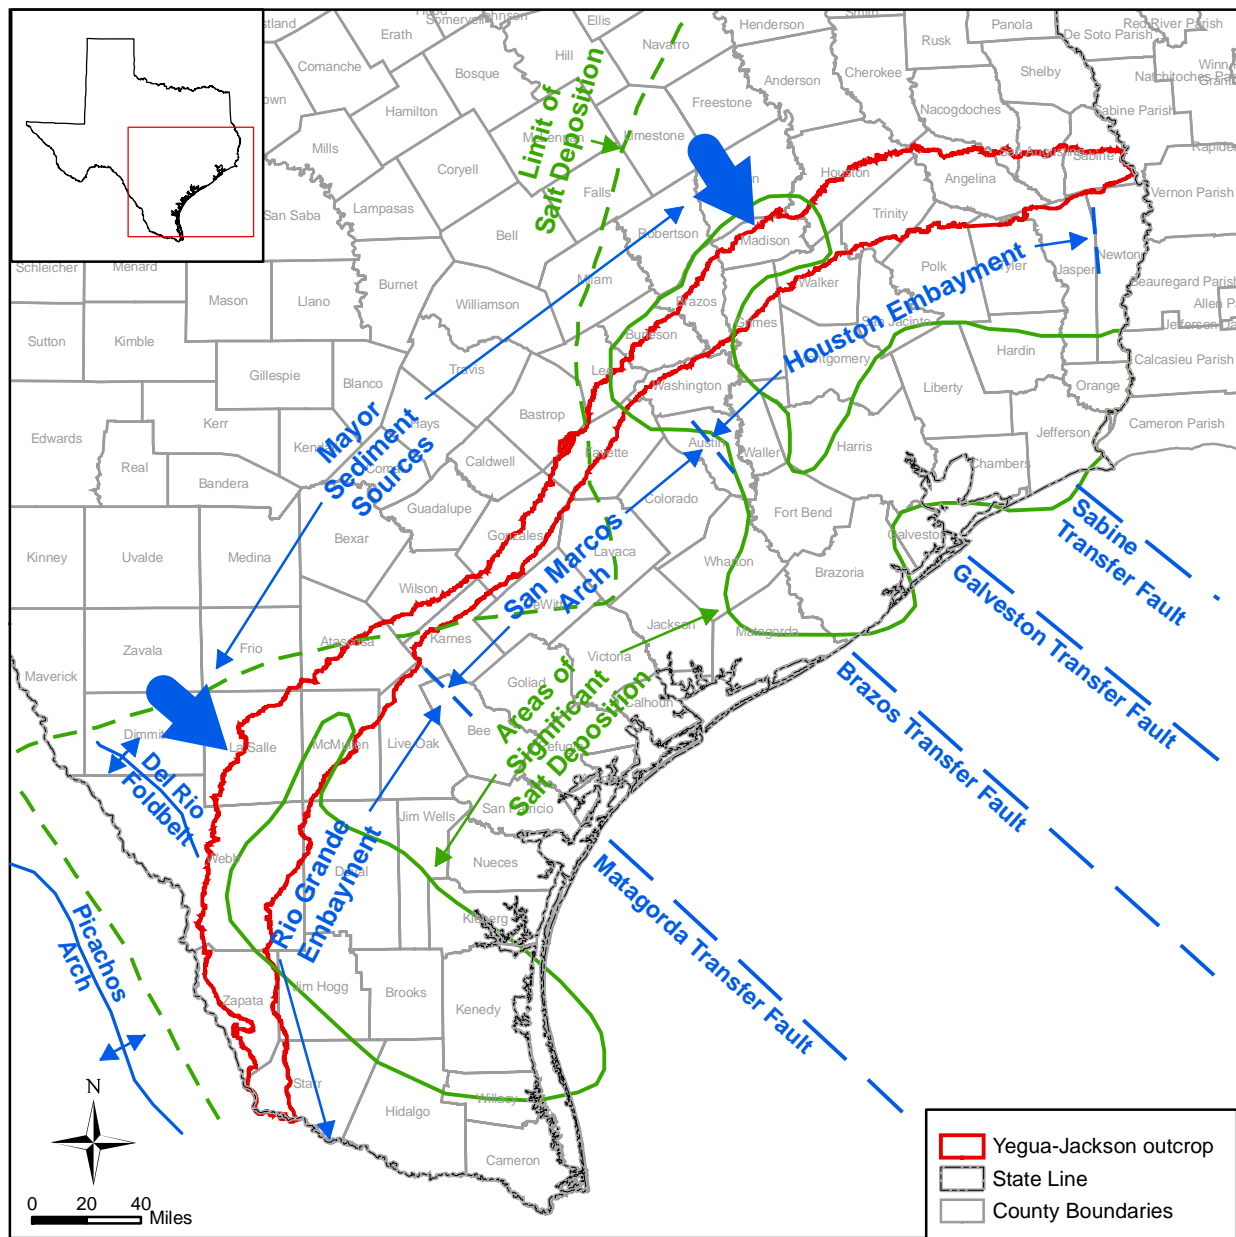 Erath
Ellis
Henderson
Panola
Red River Parish
De Soto Parish
Comanche
Hill
Navarro
Rusk
Bosque
Anderson
Cherokee
Shelby
Hamilton
Freestone
Nacogdoches
Sabine Parish
Mills
Limestone
Limit of
Salt Deposition
Coryell
Houston
Sabine
Angelina
Vernon Parish
San Saba
Lampasas
Falls
Trinity
Bell
Robertson
Madison
Schleicher
Menard
Burnet
Milam
Polk
Tyler
Jasper
Newton
Beauregard Parish
Mason
Llano
Williamson
Brazos
Walker
Grimes
San Jacinto
Houston Embayment
Sutton
Kimble
Burleson
Montgomery
Hardin
Calcasieu Parish
Gillespie
Blanco
Travis
Lee
Washington
Liberty
Orange
Bastrop
Kerr
Hays
Austin
Jefferson
Cameron Parish
Edwards
Fayette
Waller
Harris
Real
Bandera
Caldwell
Chambers
Mayor
Sediment
Sources
Guadalupe
Colorado
Fort Bend
Kinney
Uvalde
Medina
Bexar
Gonzales
Lavaca
Wharton
Brazoria
Galveston
San Marcos
Arch
Sabine
Transfer Fault
Wilson
Zavala
Frio
Atascosa
Karnes
Jackson
Matagorda
Galveston Transfer Fault
Maverick
Victoria
Goliad
Calhoun
Areas of
Significant
Salt Deposition
Brazos Transfer Fault
Dimmit
La Salle
McMullen
Live Oak
Bee
Del Rio
Foldbelt
San Patricio
Jim Wells
Webb
Duval
Nueces
Rio Grande
Embayment
Matagorda Transfer Fault
Kleberg
Picachos
Arch
Zapata
Jim Hogg
Brooks
Kenedy
Starr
Hidalgo
Willacy
Cameron
N
0 20 40
Miles
Yegua-Jackson outcrop
State Line
County Boundaries